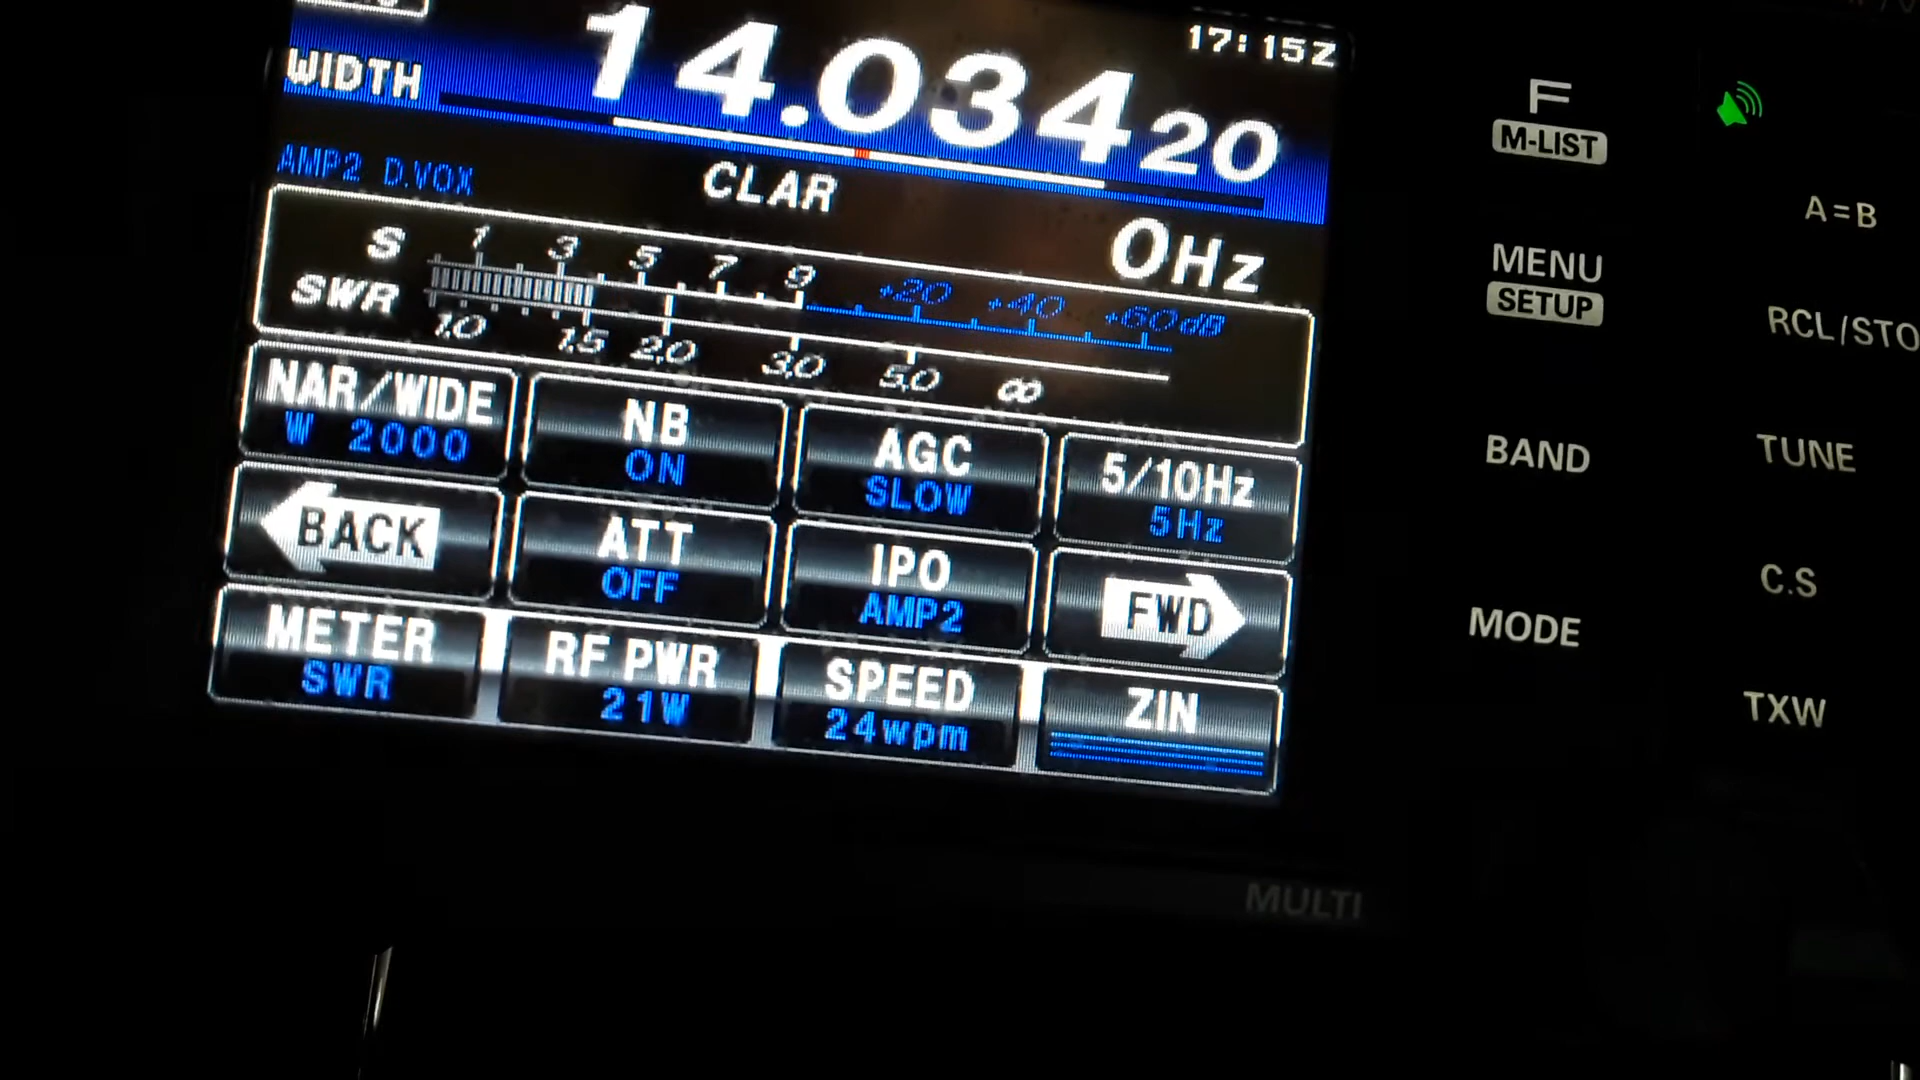 14.03420
17:15Z
WIDTH
AMP2 D.VOX
CLAR
0Hz
S 1 3 5 7 9 +20 +40 +60dB
SWR
1.0 1.5 2.0 3.0 5.0 ∞
NAR/WIDE NB AGC 5/10Hz
W 2000 ON SLOW 5Hz
BACK ATT IPO FWD
OFF AMP2
METER RF PWR SPEED ZIN
SWR 21W 24wpm
F
M-LIST
A=B
MENU
SETUP
RCL/STO
BAND
TUNE
C.S
MODE
TXW
MULTI